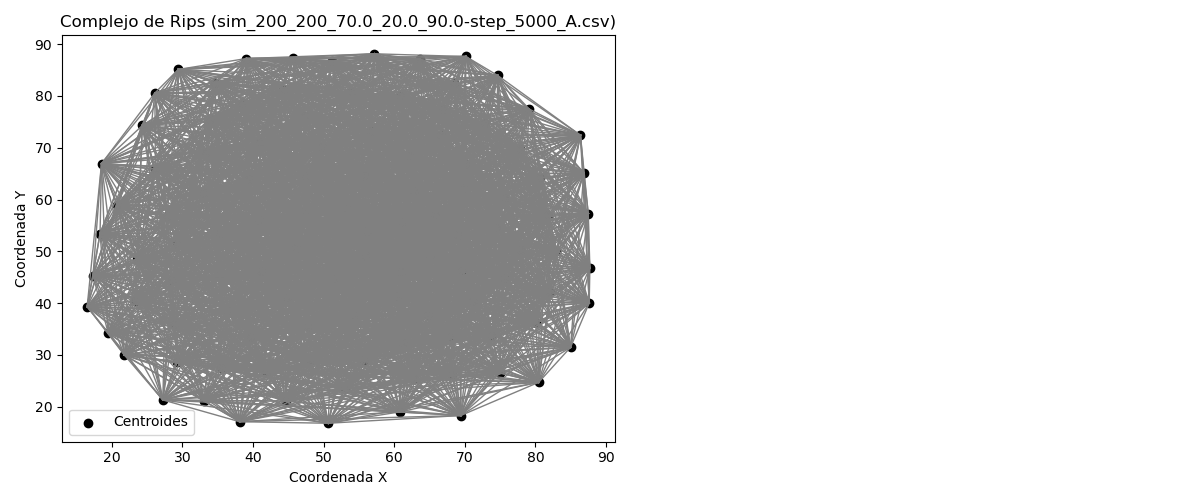 Complejo de Rips (sim_200_200_70.0_20.0_90.0-step_5000_A.csv)
90
80
70
60
50
40
30
20
Coordenada Y
Centroides
20 30 40 50 60 70 80 90
Coordenada X